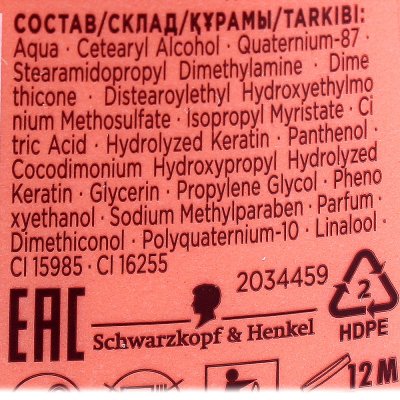 СОСТАВ/СКЛАД/ҚҰРАМЫ/TARKIBI:
Aqua · Cetearyl Alcohol · Quaternium-87 ·
Stearamidopropyl Dimethylamine · Dime
thicone · Distearoylethyl Hydroxyethylmo
nium Methosulfate · Isopropyl Myristate · Ci
tric Acid · Hydrolyzed Keratin · Panthenol ·
Cocodimonium Hydroxypropyl Hydrolyzed
Keratin · Glycerin · Propylene Glycol · Pheno
xyethanol · Sodium Methylparaben · Parfum ·
Dimethiconol · Polyquaternium-10 · Linalool ·
CI 15985 · CI 16255
2034459
EAC
Schwarzkopf & Henkel
2
HDPE
12 M